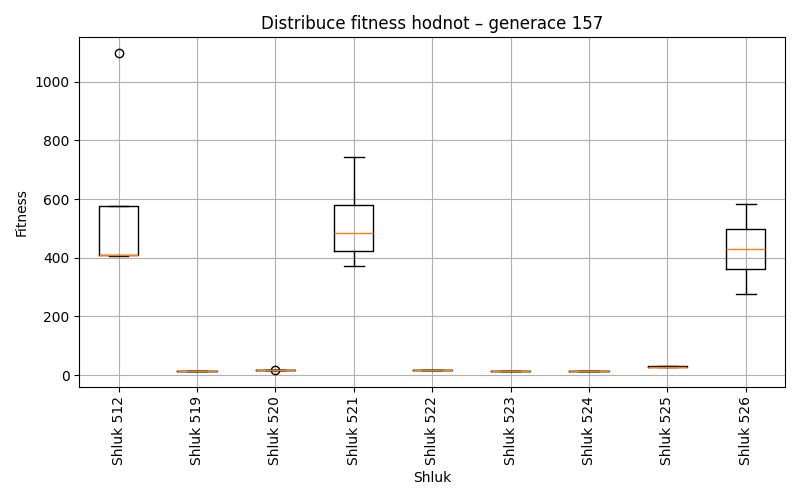 Distribuce fitness hodnot – generace 157
Fitness
1000
800
600
400
200
0
Shluk 512
Shluk 519
Shluk 520
Shluk 521
Shluk 522
Shluk 523
Shluk 524
Shluk 525
Shluk 526
Shluk